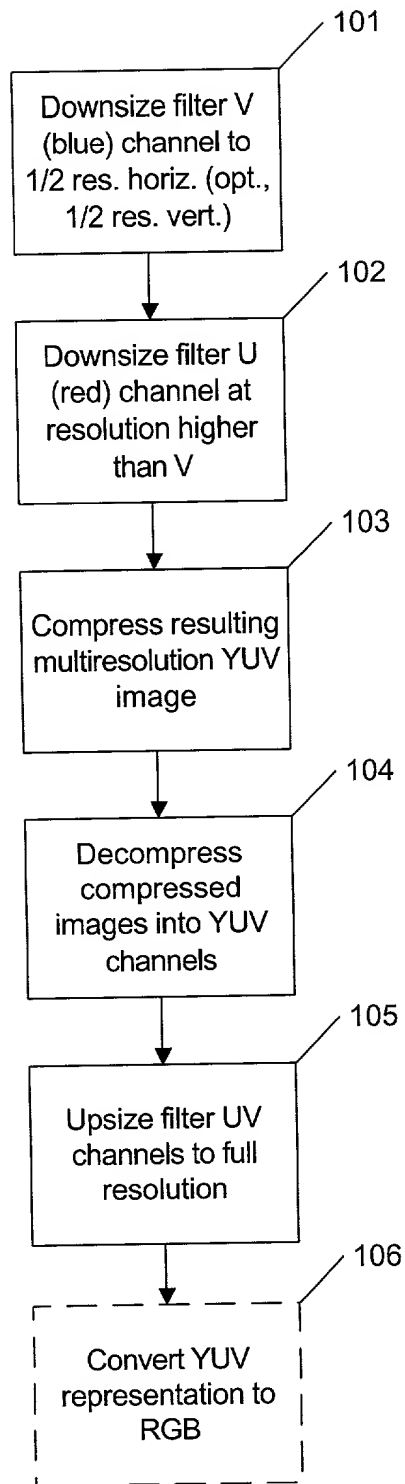 101
Downsize filter V
(blue) channel to
1/2 res. horiz. (opt.,
1/2 res. vert.)
102
Downsize filter U
(red) channel at
resolution higher
than V
103
Compress resulting
multiresolution YUV
image
104
Decompress
compressed
images into YUV
channels
105
Upsize filter UV
channels to full
resolution
106
Convert YUV
representation to
RGB